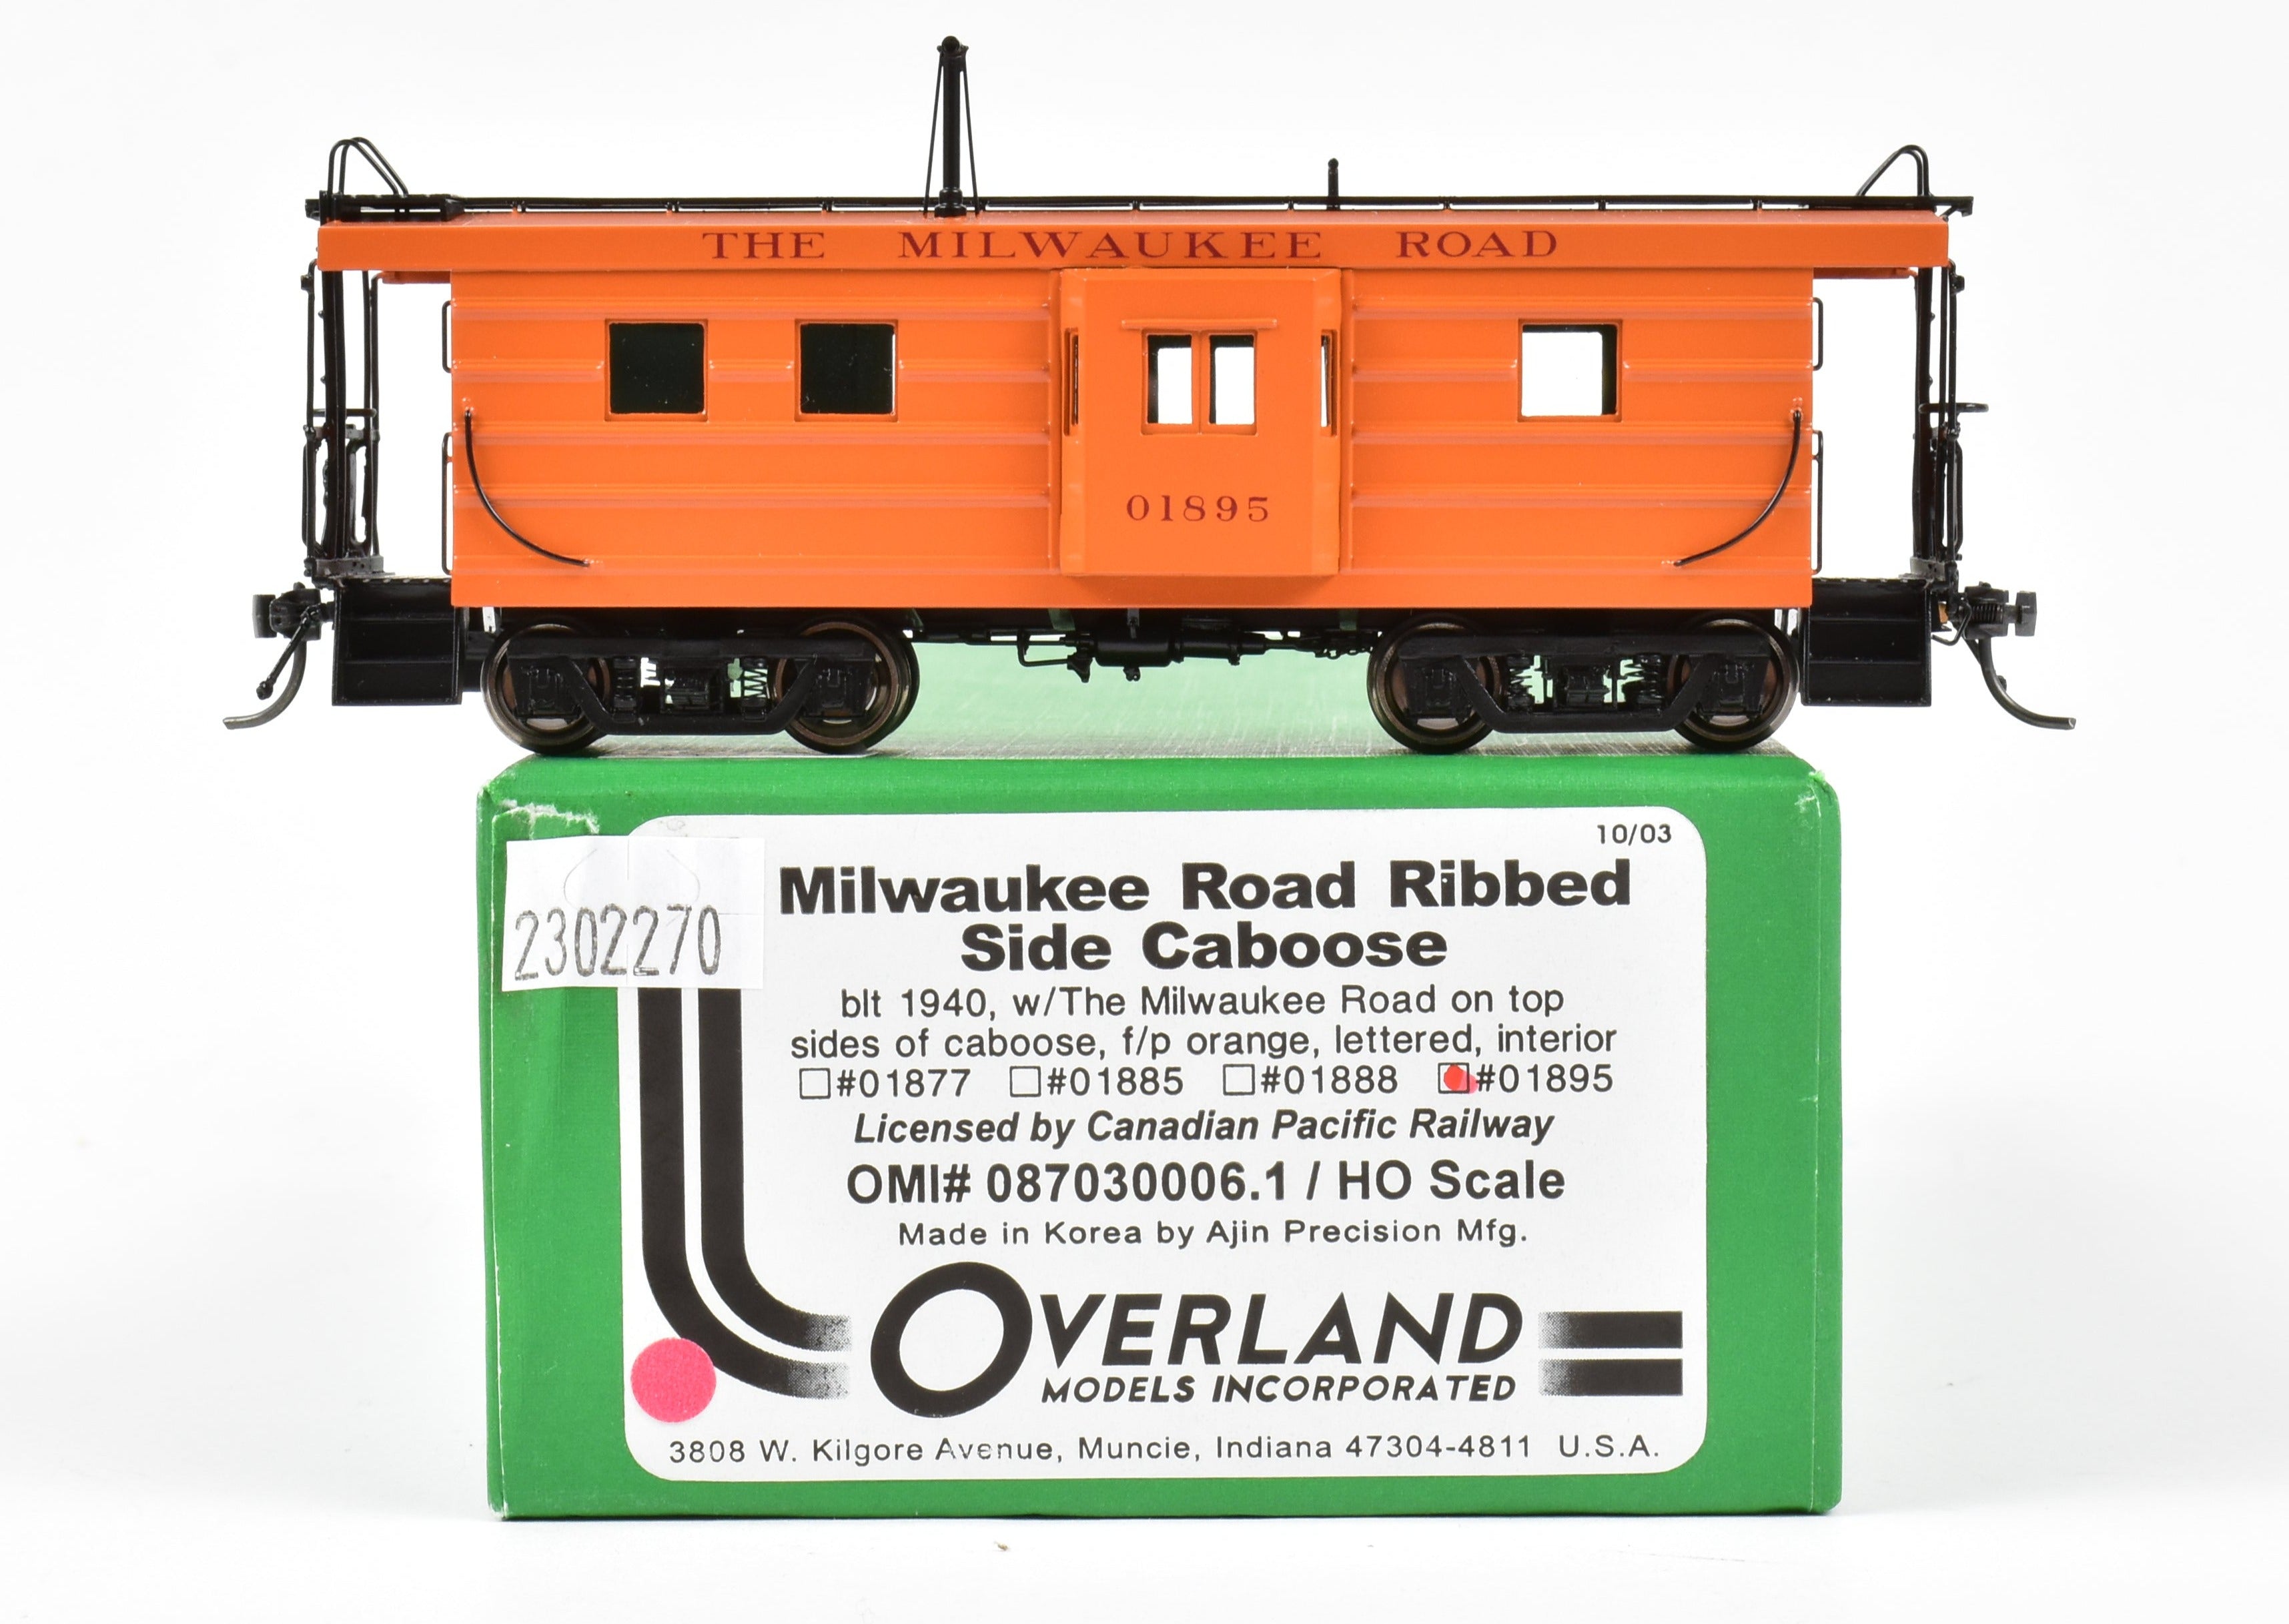 THE MILWAUKEE ROAD
01895
10/03
2302270
Milwaukee Road Ribbed
Side Caboose
blt 1940, w/The Milwaukee Road on top
sides of caboose, f/p orange, lettered, interior
#01877 #01885 #01888 #01895
Licensed by Canadian Pacific Railway
OMI# 087030006.1 / HO Scale
Made in Korea by Ajin Precision Mfg.
OVERLAND
MODELS INCORPORATED
3808 W. Kilgore Avenue, Muncie, Indiana 47304-4811 U.S.A.